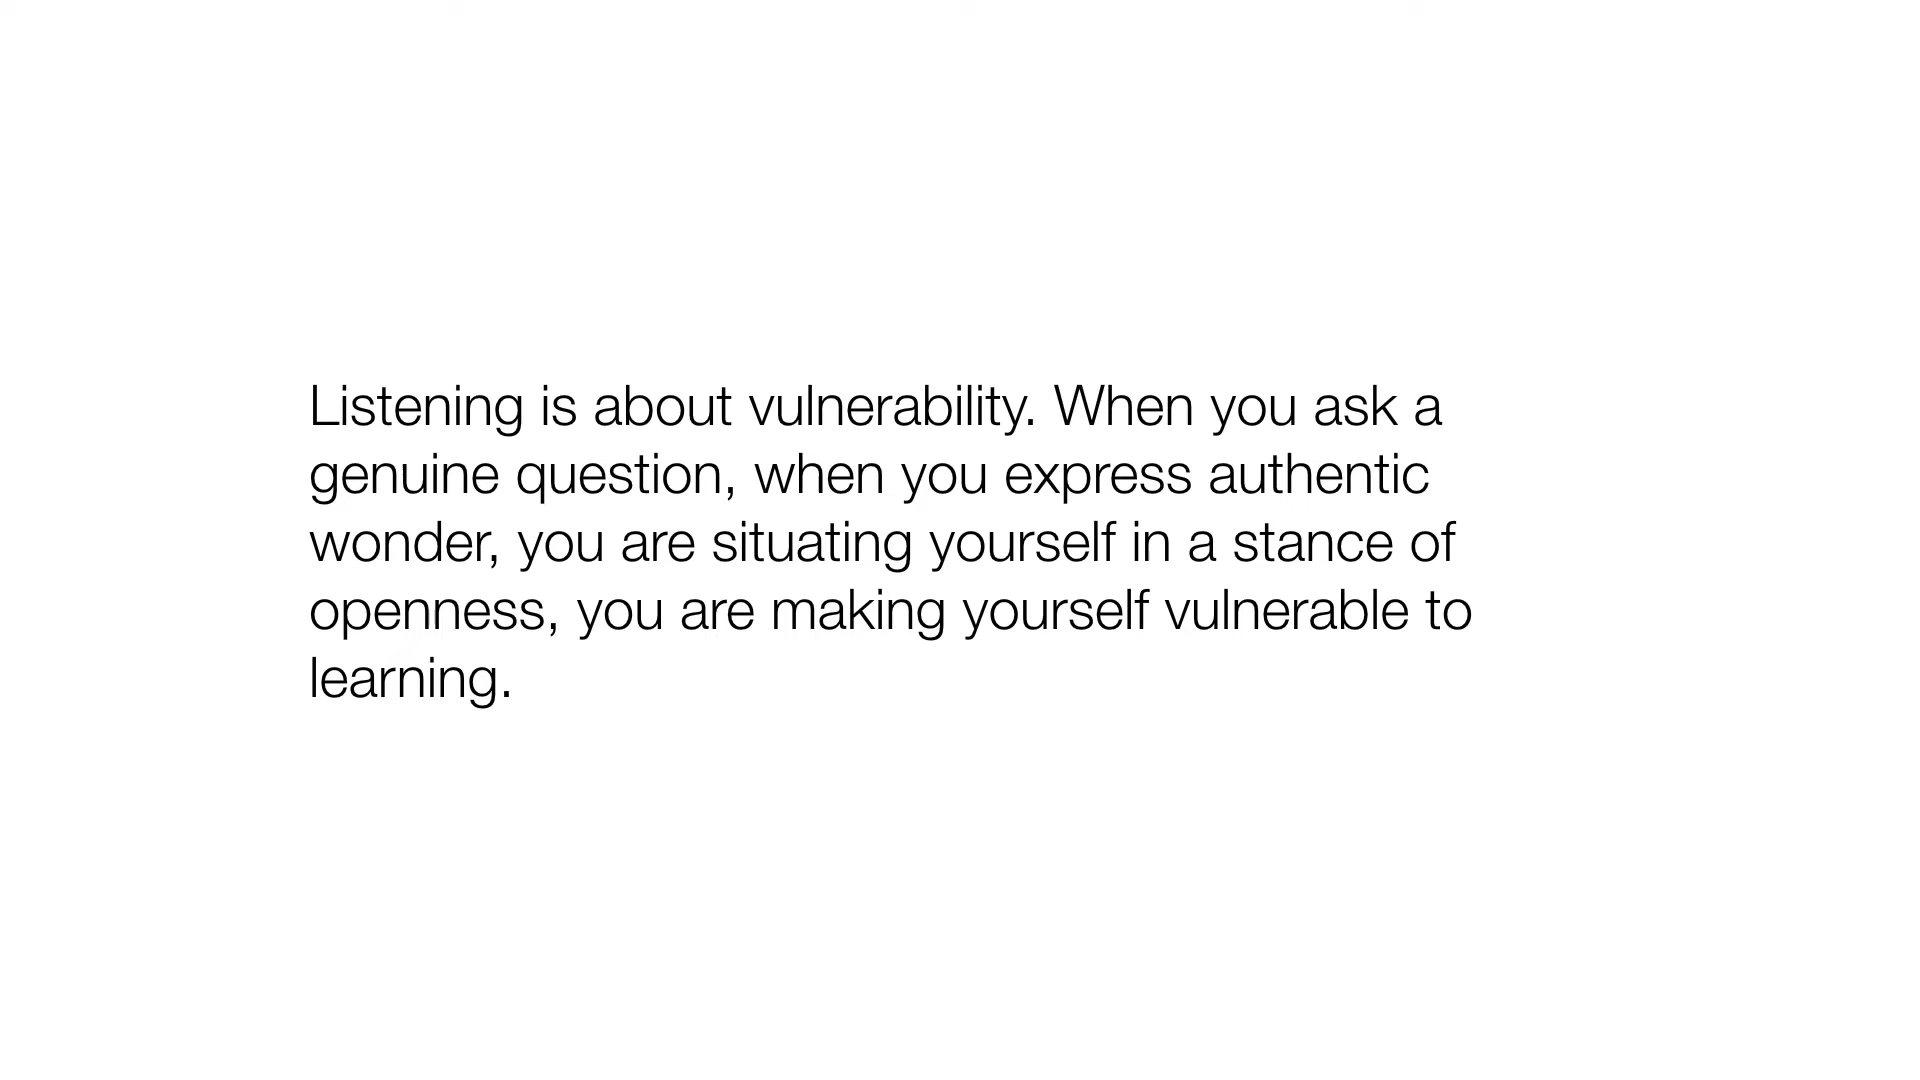 Listening is about vulnerability. When you ask a
genuine question, when you express authentic
wonder, you are situating yourself in a stance of
openness, you are making yourself vulnerable to
learning.